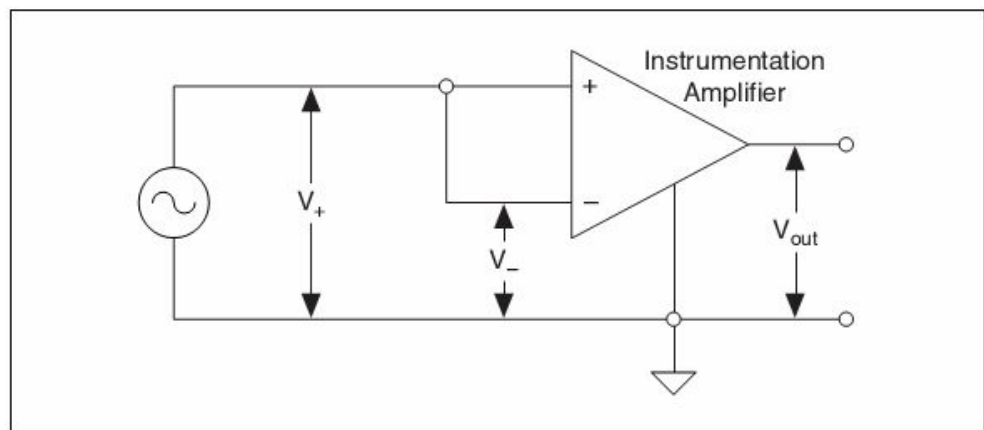 Instrumentation
Amplifier
+
−
V+
V−
Vout